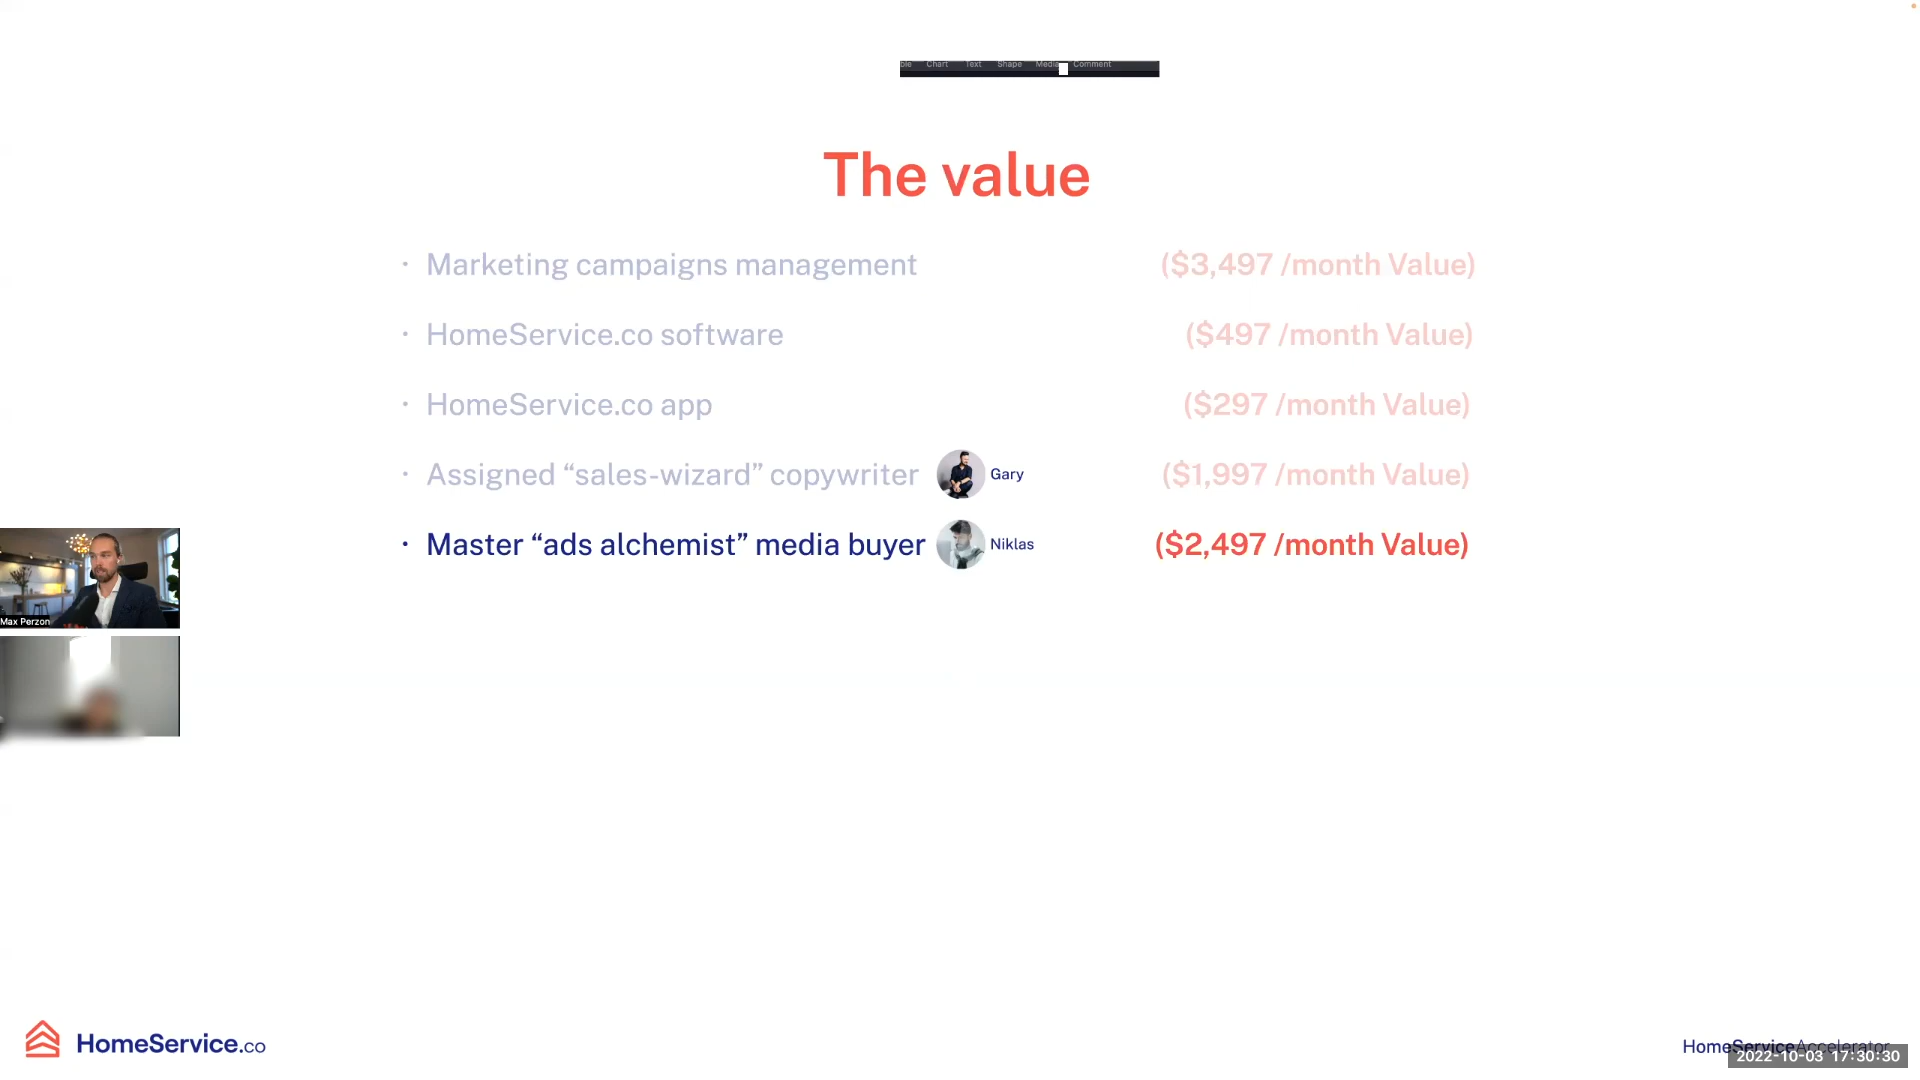 Chart Text Shape Media Comment
The value
• Marketing campaigns management ($3,497 /month Value)
• HomeService.co software ($497 /month Value)
• HomeService.co app ($297 /month Value)
• Assigned “sales-wizard” copywriter Gary ($1,997 /month Value)
• Master “ads alchemist” media buyer Niklas ($2,497 /month Value)
Max Perzon
HomeService.co
HomeServiceAccelerator
2022-10-03 17:30:30